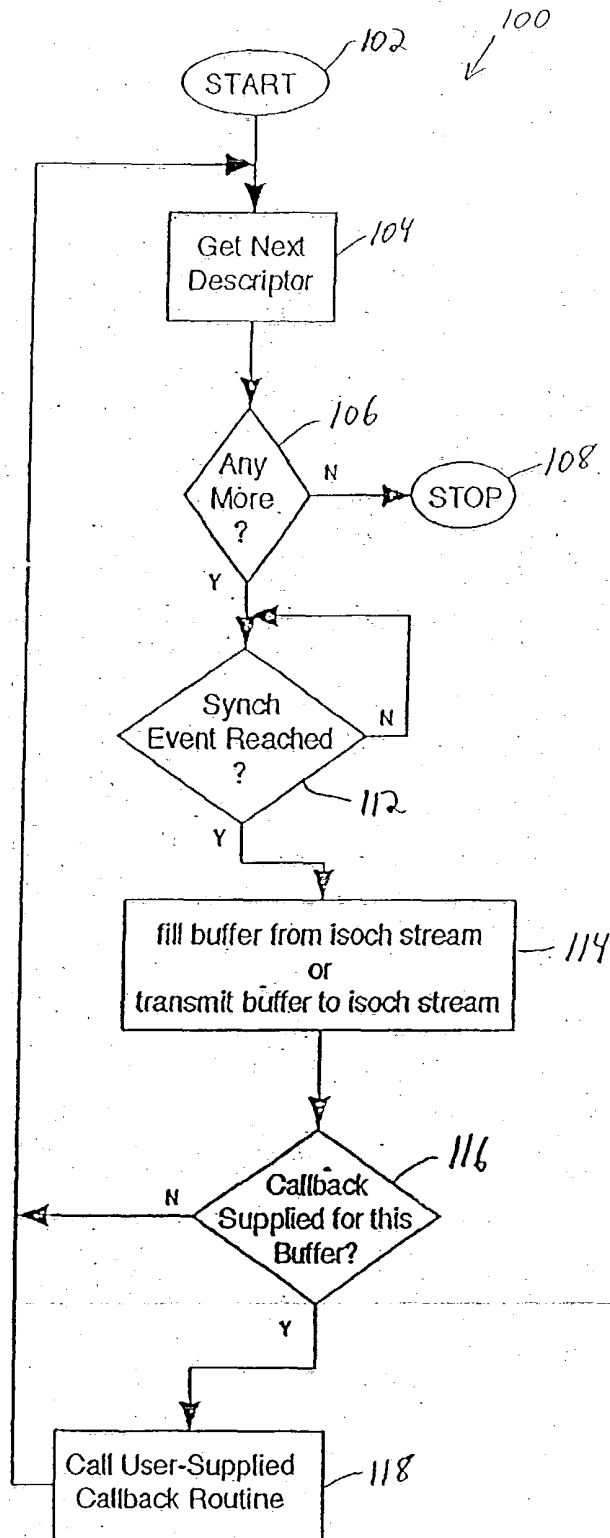 100
102
START
Get Next
Descriptor
104
106
Any
More
?
N
108
STOP
Y
Synch
Event Reached
?
N
112
Y
fill buffer from isoch stream
or
transmit buffer to isoch stream
114
116
N
Callback
Supplied for this
Buffer?
Y
Call User-Supplied
Callback Routine
118